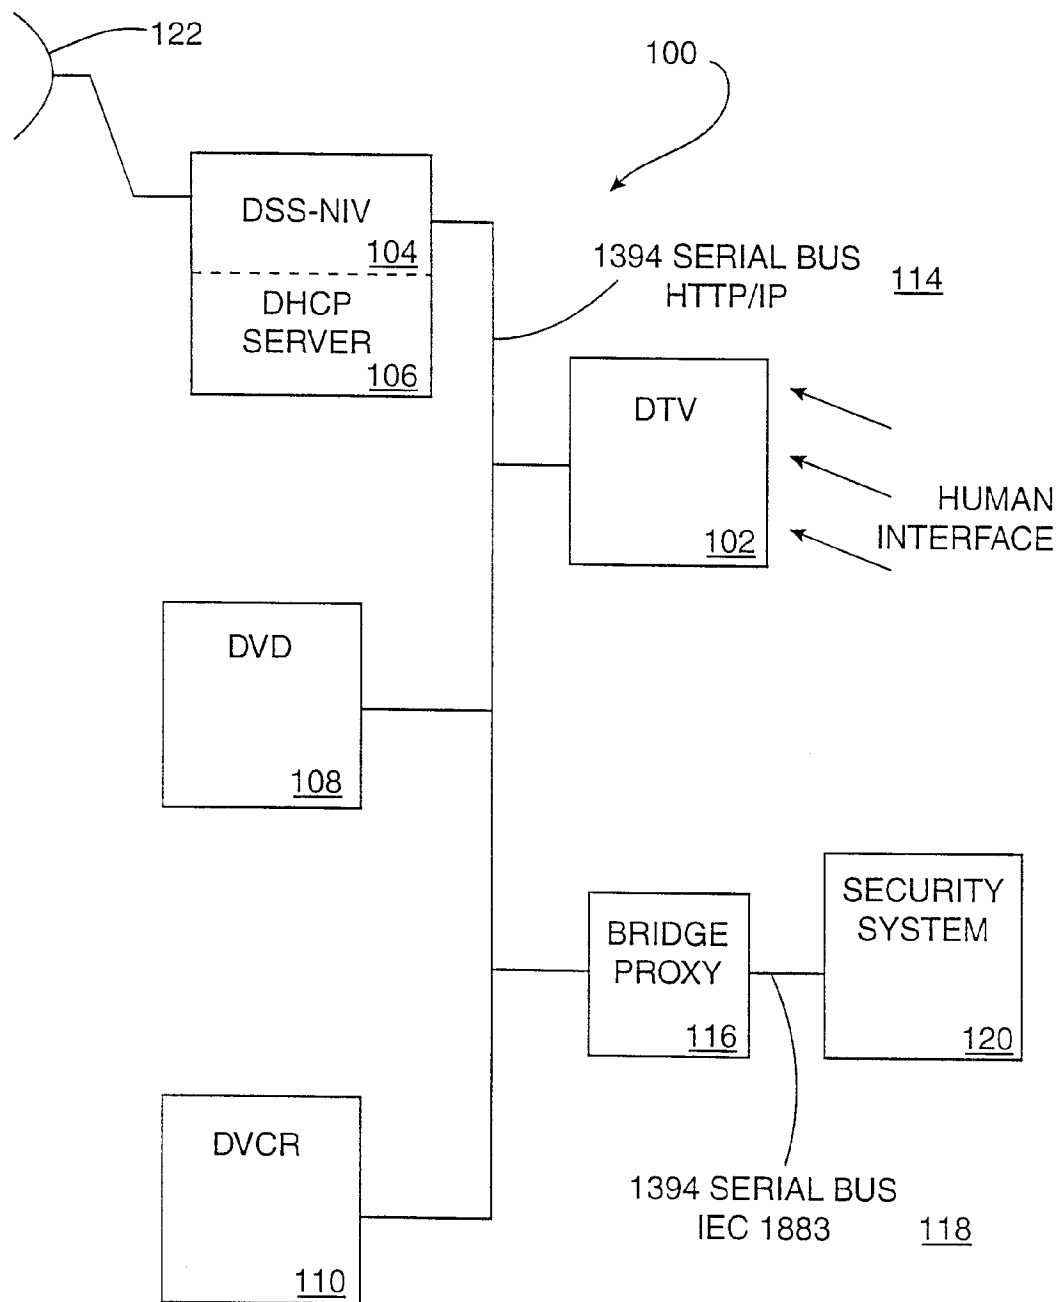 122
100
DSS-NIV
104
DHCP
SERVER
106
1394 SERIAL BUS
HTTP/IP
114
DTV
102
HUMAN
INTERFACE
DVD
108
BRIDGE
PROXY
116
SECURITY
SYSTEM
120
DVCR
110
1394 SERIAL BUS
IEC 1883
118